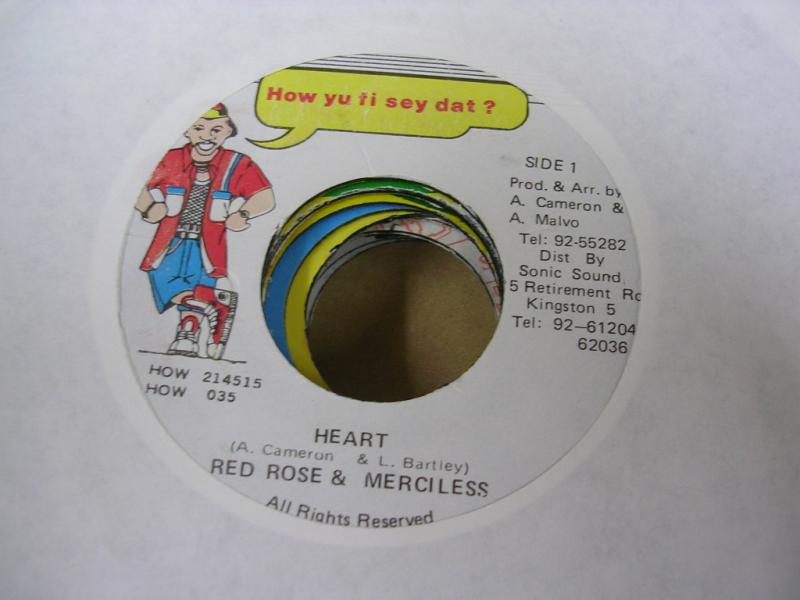 How yu fi sey dat ?
SIDE 1
Prod. & Arr. by
A. Cameron &
A. Malvo
Tel: 92-55282
Dist By
Sonic Sound
5 Retirement Rd
Kingston 5
Tel: 92-61204
62036
HOW 214515
HOW 035
HEART
(A. Cameron & L. Bartley)
RED ROSE & MERCILESS
All Rights Reserved